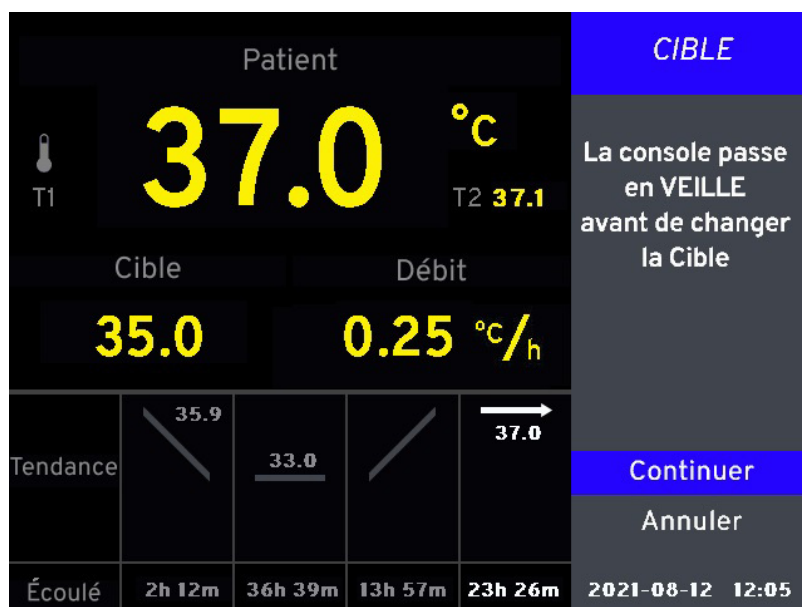 Patient
CIBLE
37.0 °C
T1
T2 37.1
La console passe
en VEILLE
avant de changer
la Cible
Cible
Débit
35.0
0.25 °C/h
Tendance
35.9
33.0
37.0
Continuer
Annuler
Écoulé
2h 12m
36h 39m
13h 57m
23h 26m
2021-08-12 12:05